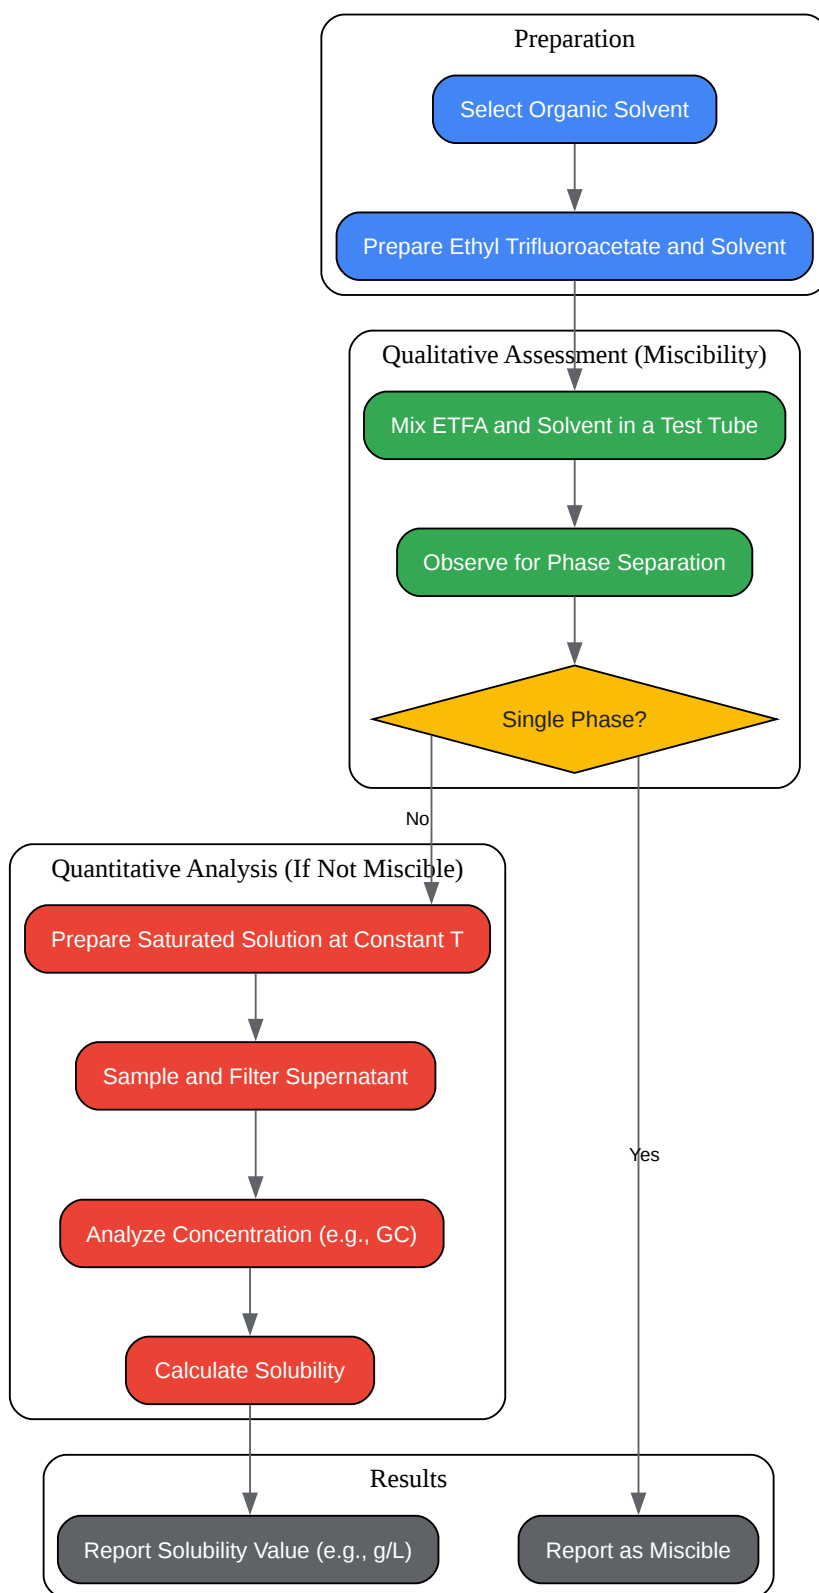 Preparation
Select Organic Solvent
Prepare Ethyl Trifluoroacetate and Solvent
Qualitative Assessment (Miscibility)
Mix ETFA and Solvent in a Test Tube
Observe for Phase Separation
Single Phase?
No
Quantitative Analysis (If Not Miscible)
Prepare Saturated Solution at Constant T
Sample and Filter Supernatant
Yes
Analyze Concentration (e.g., GC)
Calculate Solubility
Results
Report Solubility Value (e.g., g/L)
Report as Miscible